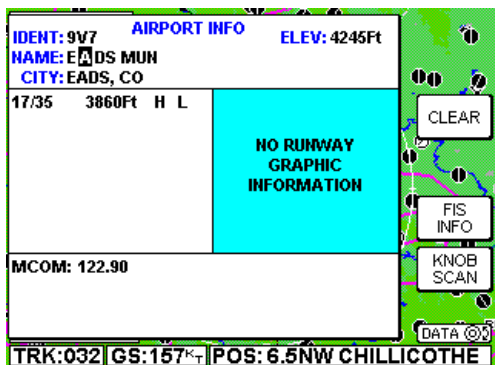 AIRPORT INFO
IDENT: 9V7 ELEV: 4245Ft
NAME: EADS MUN
CITY: EADS, CO
17/35 3860Ft H L
CLEAR
NO RUNWAY
GRAPHIC
INFORMATION
FIS
INFO
MCOM: 122.90
KNOB
SCAN
DATA
TRK:032 GS:157KT POS: 6.5NW CHILLICOTHE